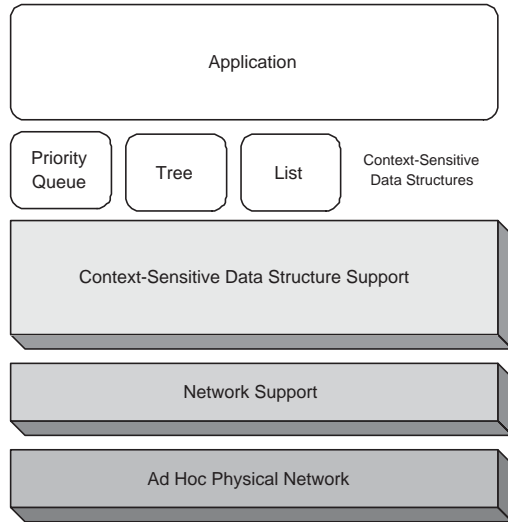 Application
Priority
Queue
Tree
List
Context-Sensitive
Data Structures
Context-Sensitive Data Structure Support
Network Support
Ad Hoc Physical Network